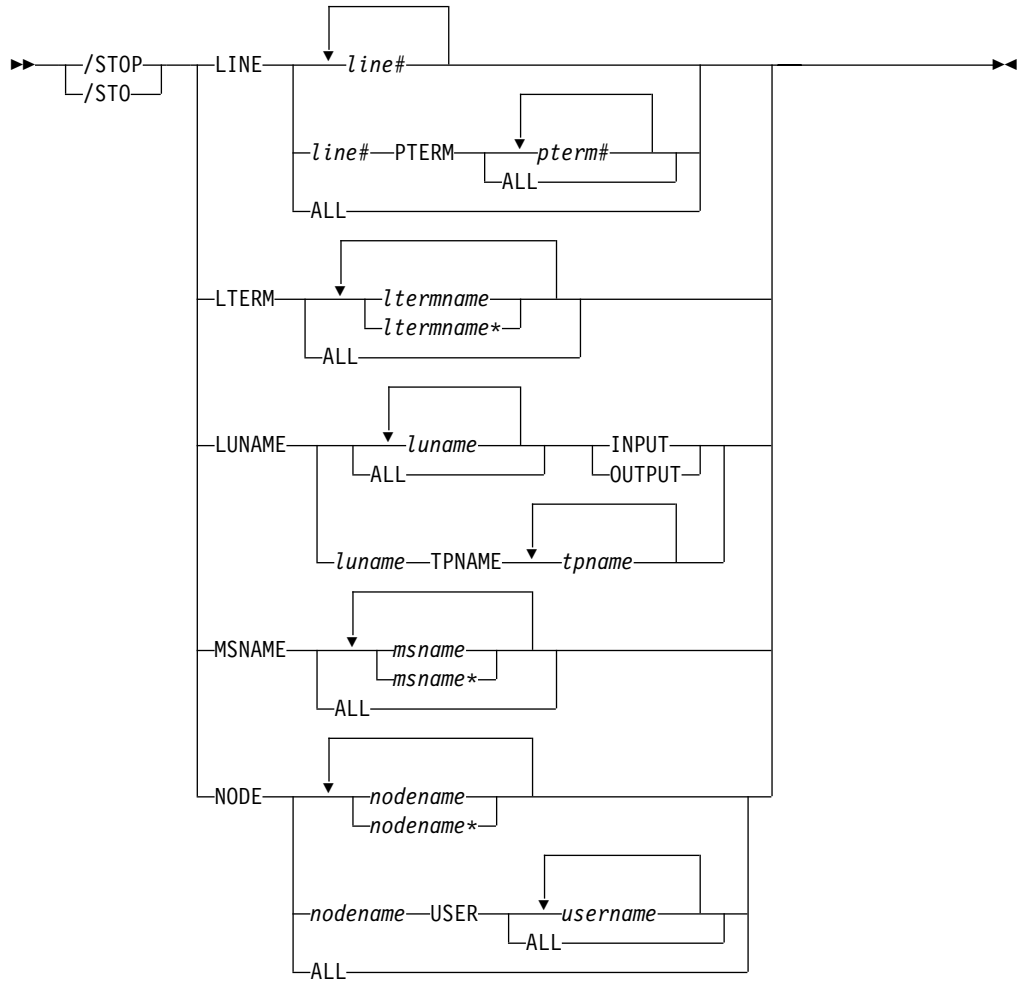 /STOP LINE line#
/STO
line# PTERM pterm#
ALL
ALL
LTERM ltermname
ltermname*
ALL
LUNAME luname INPUT
ALL OUTPUT
luname TPNAME tpname
MSNAME msname
msname*
ALL
NODE nodename
nodename*
nodename USER username
ALL
ALL